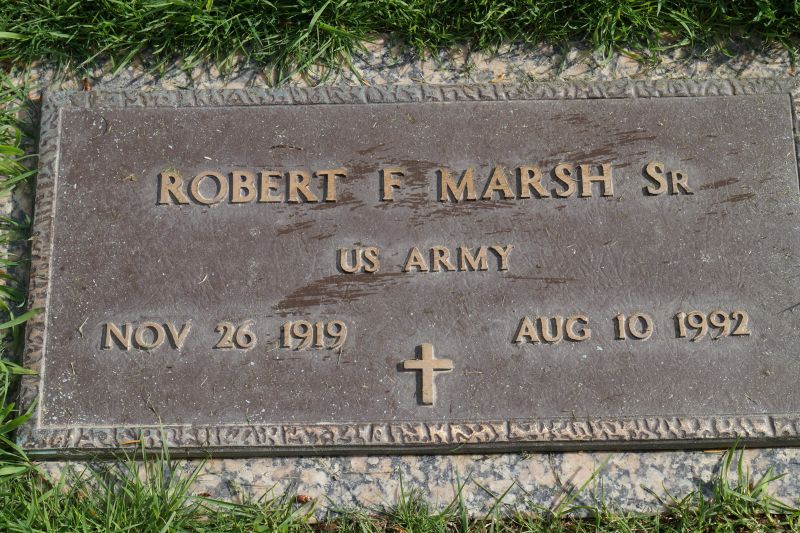 ROBERT F MARSH SR
US ARMY
NOV 26 1919 AUG 10 1992